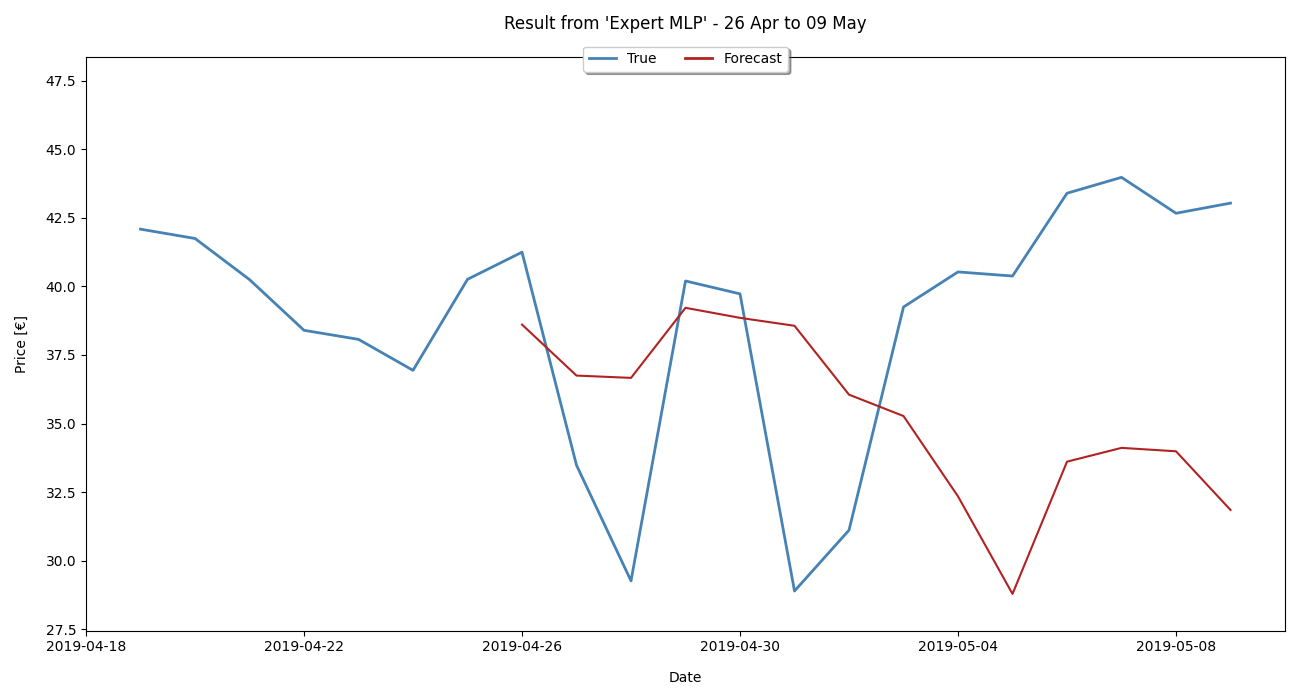 Result from 'Expert MLP' - 26 Apr to 09 May
True Forecast
47.5
45.0
42.5
40.0
37.5
35.0
32.5
30.0
27.5
Price [€]
2019-04-18 2019-04-22 2019-04-26 2019-04-30 2019-05-04 2019-05-08
Date